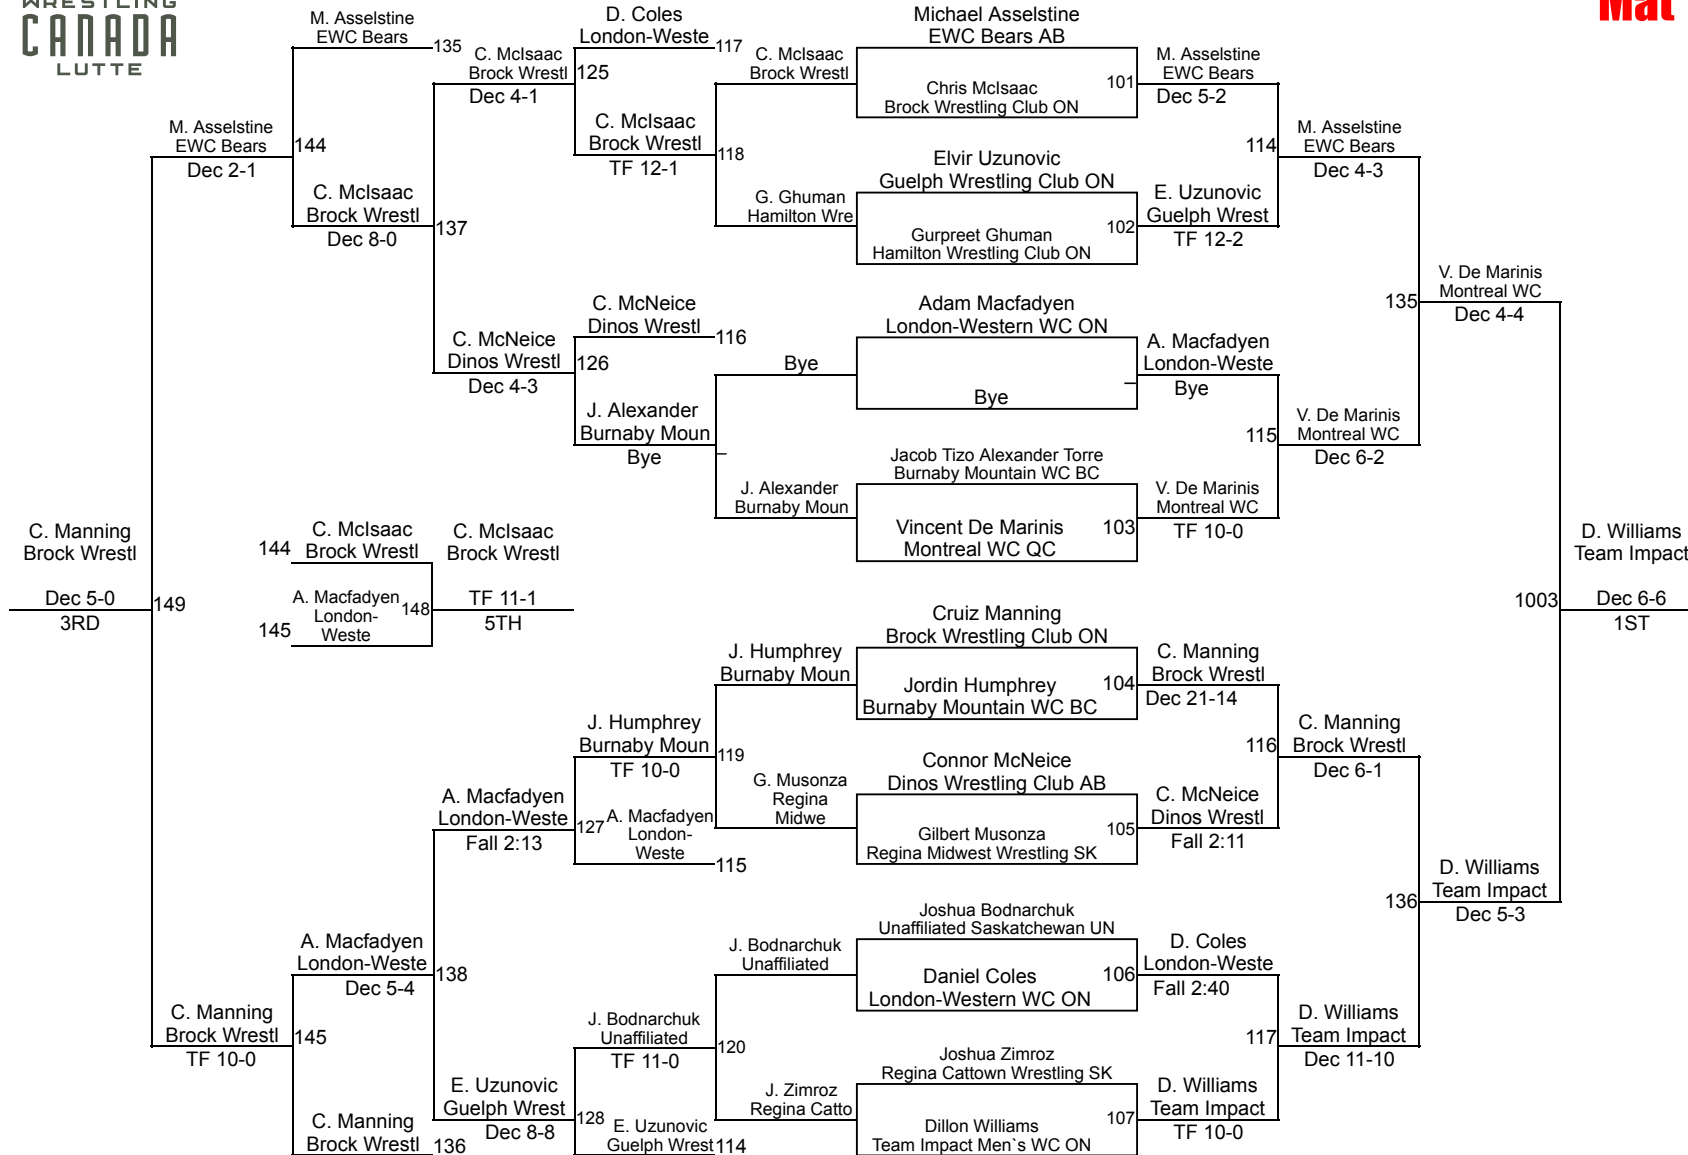 WRESTLING
CANADA
LUTTE
Mat
M. Asselstine
EWC Bears
135
C. McIsaac
Brock Wrestl
Dec 4-1
D. Coles
London-Weste
117
125
C. McIsaac
Brock Wrestl
TF 12-1
C. McIsaac
Brock Wrestl
118
G. Ghuman
Hamilton Wre
Michael Asselstine
EWC Bears AB
Chris McIsaac
Brock Wrestling Club ON
101
M. Asselstine
EWC Bears
Dec 5-2
Elvir Uzunovic
Guelph Wrestling Club ON
Gurpreet Ghuman
Hamilton Wrestling Club ON
102
E. Uzunovic
Guelph Wrest
TF 12-2
114
M. Asselstine
EWC Bears
Dec 4-3
M. Asselstine
EWC Bears
Dec 2-1
144
C. McIsaac
Brock Wrestl
Dec 8-0
137
C. McNeice
Dinos Wrestl
Dec 4-3
C. McNeice
Dinos Wrestl
116
126
J. Alexander
Burnaby Moun
Bye
Bye
–
J. Alexander
Burnaby Moun
Adam Macfadyen
London-Western WC ON
Bye
–
A. Macfadyen
London-Weste
Bye
Jacob Tizo Alexander Torre
Burnaby Mountain WC BC
Vincent De Marinis
Montreal WC QC
103
V. De Marinis
Montreal WC
TF 10-0
115
V. De Marinis
Montreal WC
Dec 6-2
135
V. De Marinis
Montreal WC
Dec 4-4
C. Manning
Brock Wrestl
Dec 5-0
3RD
149
144
C. McIsaac
Brock Wrestl
145
A. Macfadyen
London-
Weste
148
C. McIsaac
Brock Wrestl
TF 11-1
5TH
1003
D. Williams
Team Impact
Dec 6-6
1ST
Cruiz Manning
Brock Wrestling Club ON
Jordin Humphrey
Burnaby Mountain WC BC
104
C. Manning
Brock Wrestl
Dec 21-14
J. Humphrey
Burnaby Moun
J. Humphrey
Burnaby Moun
TF 10-0
119
G. Musonza
Regina
Midwe
Connor McNeice
Dinos Wrestling Club AB
Gilbert Musonza
Regina Midwest Wrestling SK
105
C. McNeice
Dinos Wrestl
Fall 2:11
116
C. Manning
Brock Wrestl
Dec 6-1
A. Macfadyen
London-Weste
Fall 2:13
127
A. Macfadyen
London-
Weste
115
136
D. Williams
Team Impact
Dec 5-3
A. Macfadyen
London-Weste
Dec 5-4
138
J. Bodnarchuk
Unaffiliated
Joshua Bodnarchuk
Unaffiliated Saskatchewan UN
Daniel Coles
London-Western WC ON
106
D. Coles
London-Weste
Fall 2:40
C. Manning
Brock Wrestl
TF 10-0
145
J. Bodnarchuk
Unaffiliated
TF 11-0
120
J. Zimroz
Regina Catto
Joshua Zimroz
Regina Cattown Wrestling SK
Dillon Williams
Team Impact Men`s WC ON
107
D. Williams
Team Impact
TF 10-0
117
D. Williams
Team Impact
Dec 11-10
C. Manning
Brock Wrestl
136
E. Uzunovic
Guelph Wrest
Dec 8-8
128
E. Uzunovic
Guelph Wrest
114